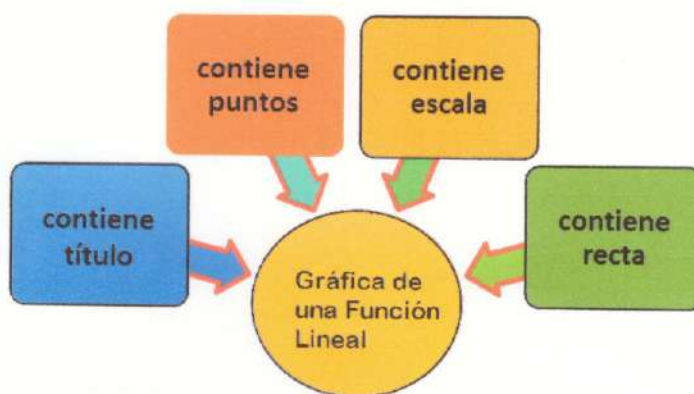 contiene
puntos
contiene
escala
contiene
título
contiene
recta
Gráfica de
una Función
Lineal